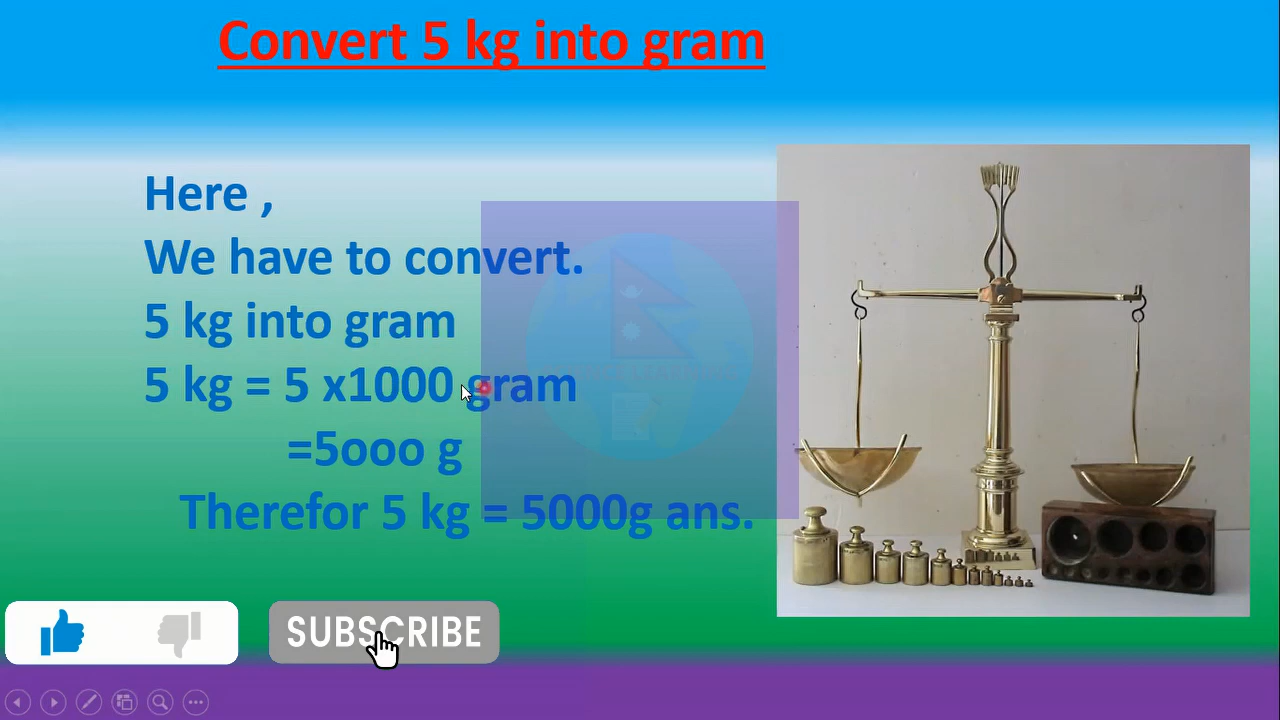 Convert 5 kg into gram
Here ,
We have to convert.
5 kg into gram
5 kg = 5 x1000 gram
=5ooo g
Therefor 5 kg = 5000g ans.
SUBSCRIBE